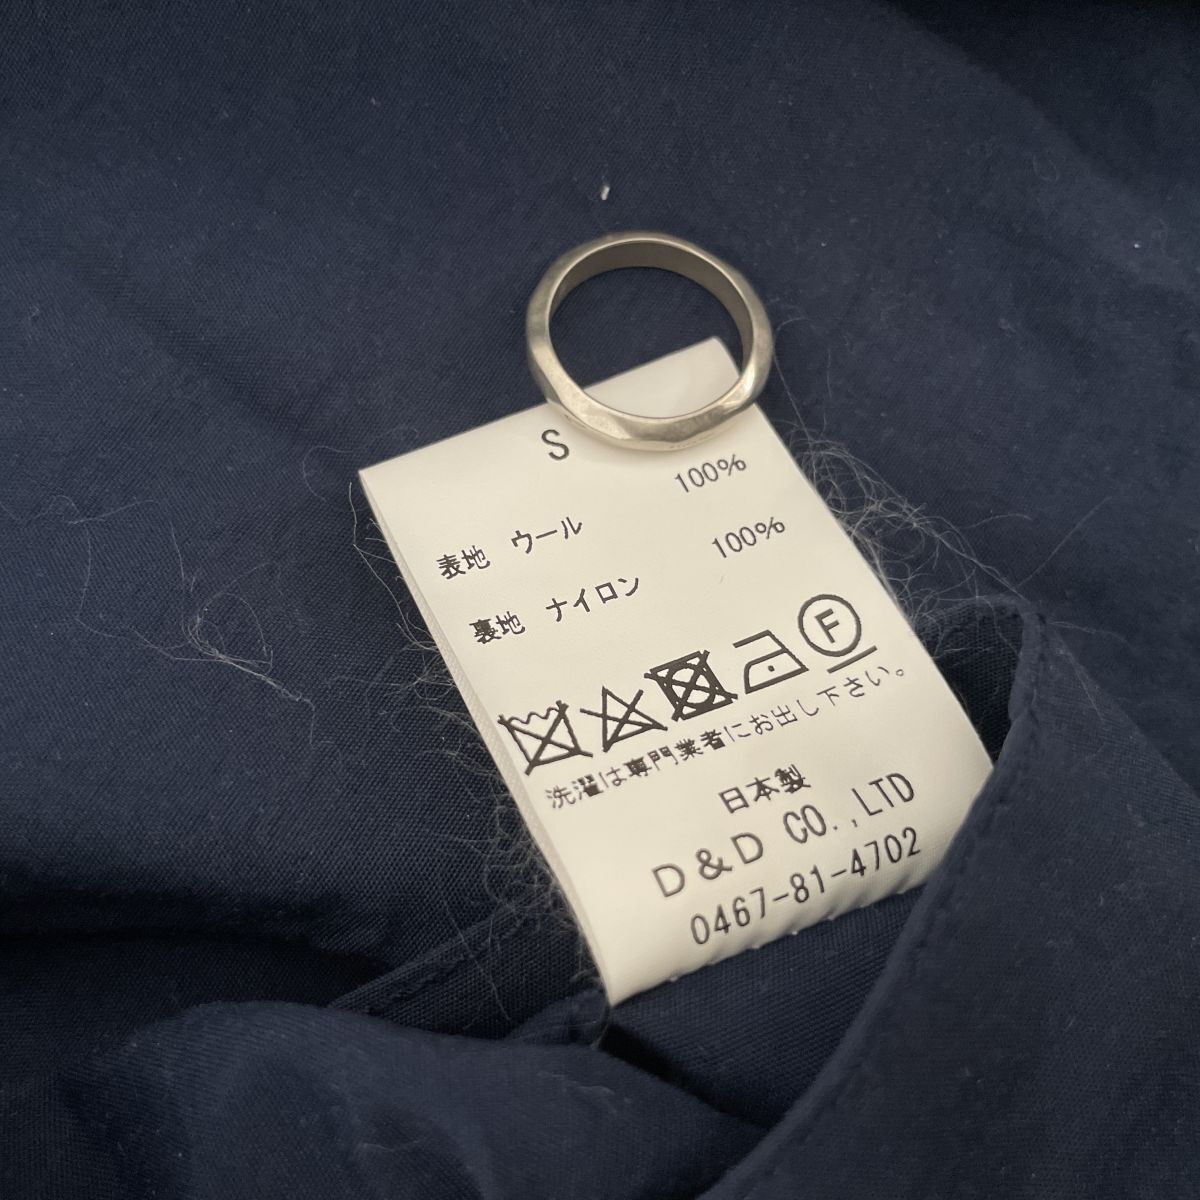 S
表地 ウール 100%
裏地 ナイロン 100%
F
洗濯は専門業者にお出し下さい。
日本製
D&D CO.,LTD
0467-81-4702